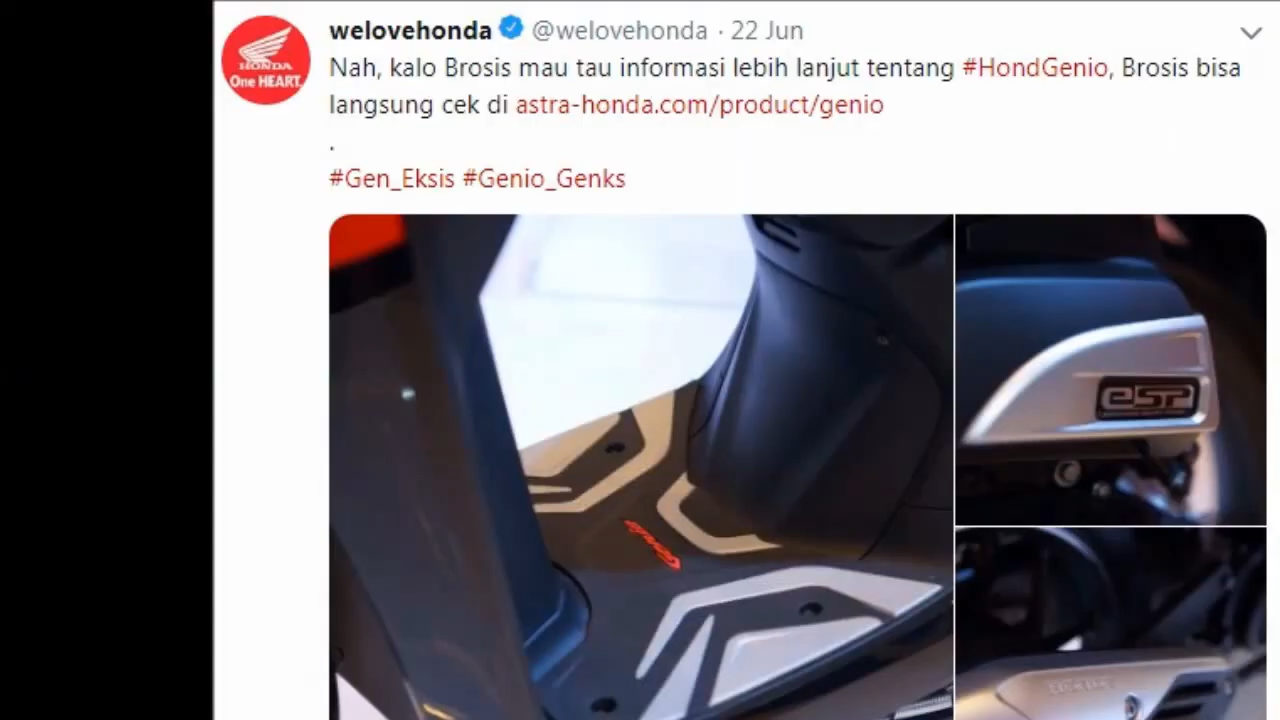 welovehonda @welovehonda · 22 Jun
Nah, kalo Brosis mau tau informasi lebih lanjut tentang #HondGenio, Brosis bisa
langsung cek di astra-honda.com/product/genio
.
#Gen_Eksis #Genio_Genks
HONDA
One HEART.
eSP
Genio